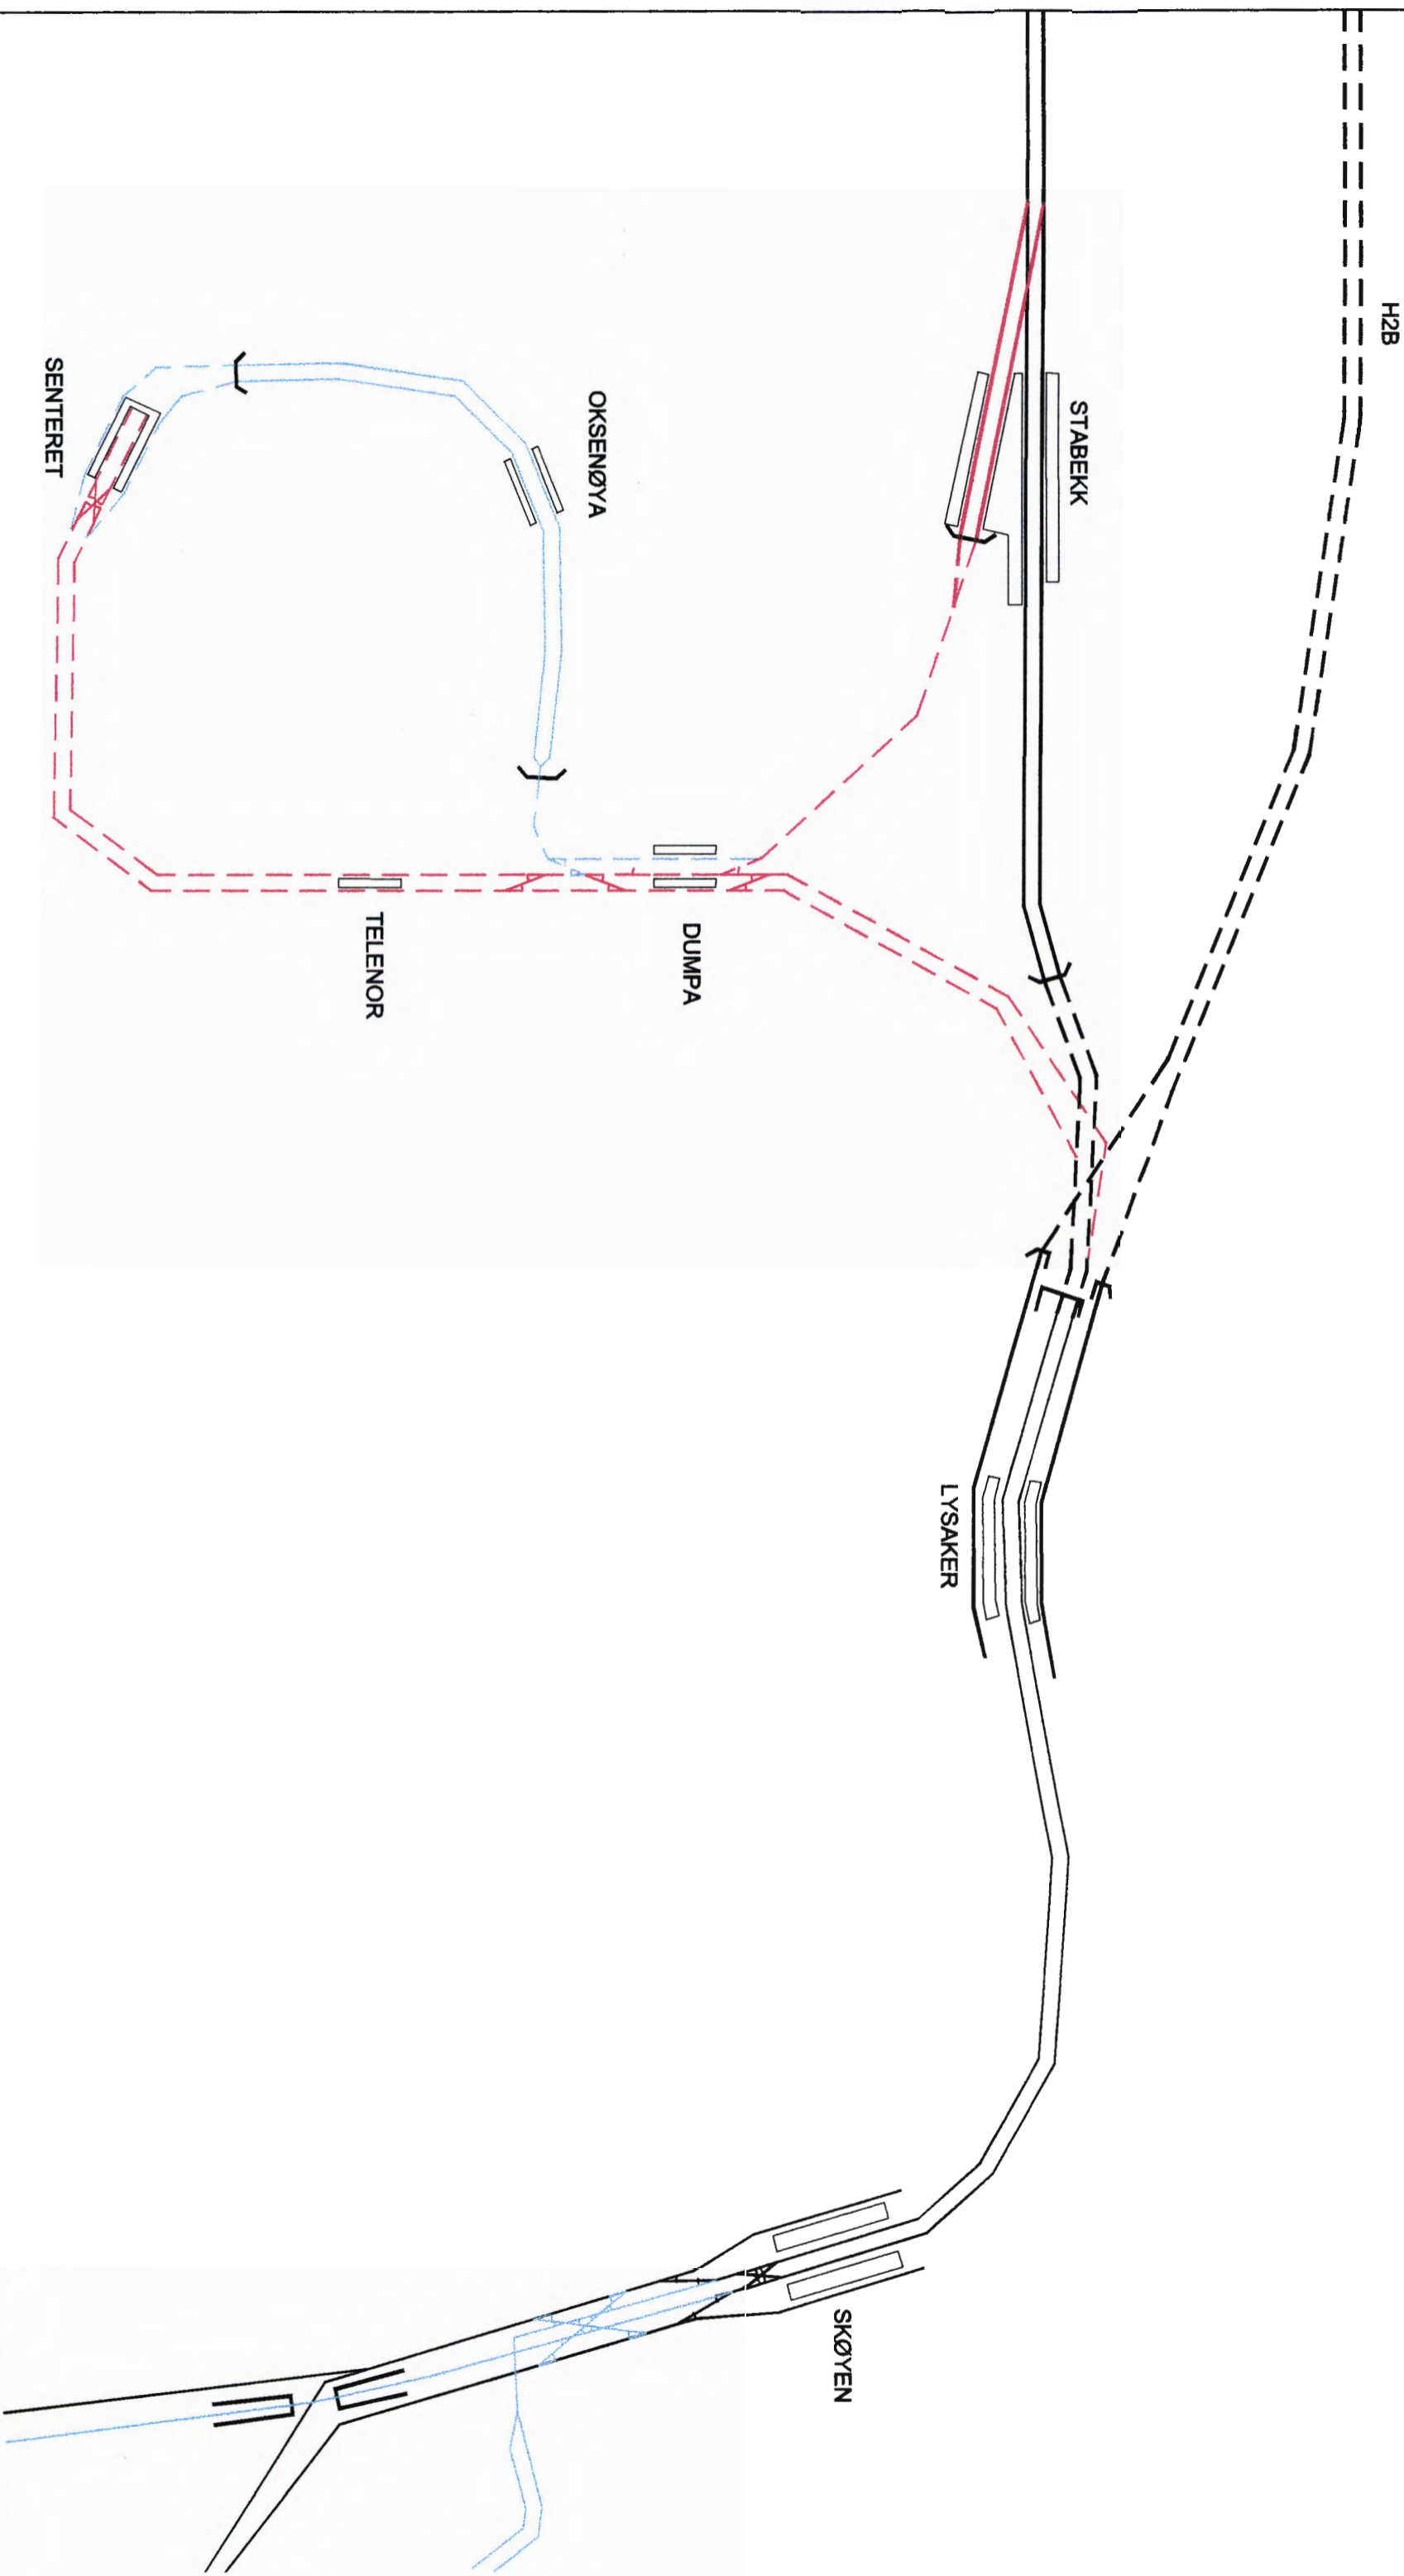 H2B
STABEKK
OKSENØYA
SENTERET
DUMPA
TELENOR
LYSAKER
SKØYEN